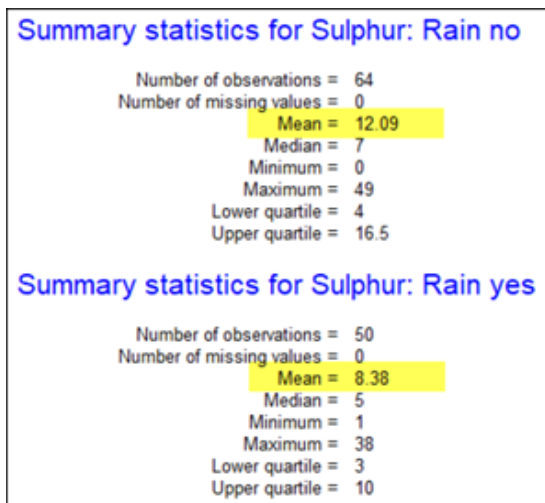 Summary statistics for Sulphur: Rain no
Number of observations = 64
Number of missing values = 0
Mean = 12.09
Median = 7
Minimum = 0
Maximum = 49
Lower quartile = 4
Upper quartile = 16.5
Summary statistics for Sulphur: Rain yes
Number of observations = 50
Number of missing values = 0
Mean = 8.38
Median = 5
Minimum = 1
Maximum = 38
Lower quartile = 3
Upper quartile = 10